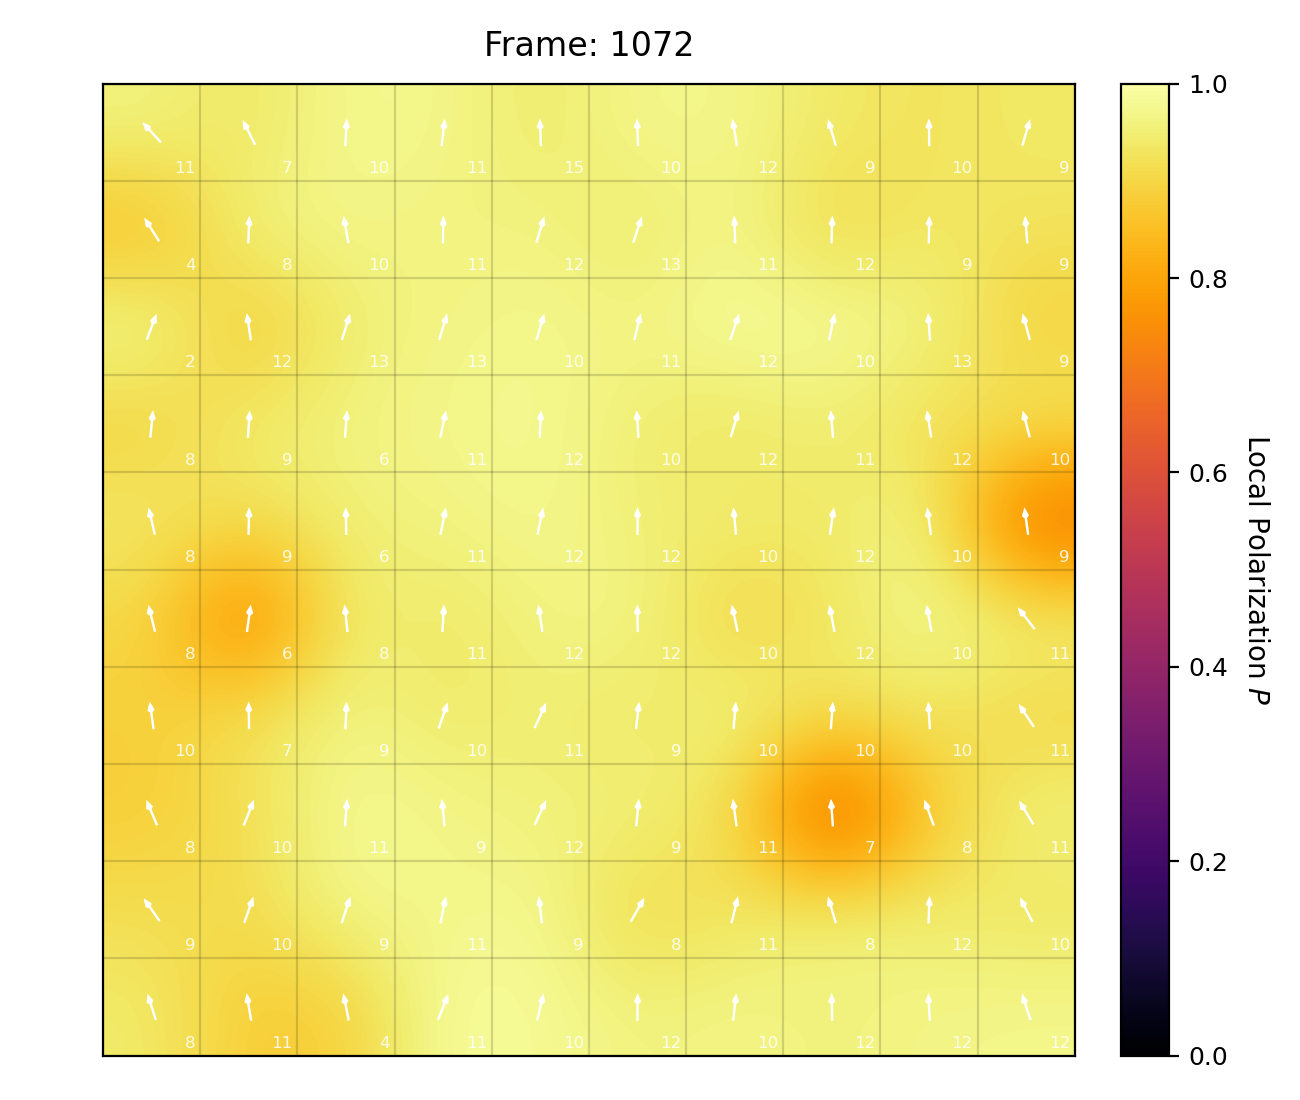 Frame: 1072
11 7 10 11 15 10 12 9 10 9
4 8 10 11 12 13 11 12 9 9
2 12 13 13 10 11 12 10 13 9
8 9 6 11 12 10 12 11 12 10
8 9 6 11 12 12 10 12 10 9
8 6 8 11 12 12 10 12 10 11
10 7 9 10 11 9 10 10 10 11
8 10 11 9 12 9 11 7 8 11
9 10 9 11 9 8 11 8 12 10
8 11 4 11 10 12 10 12 12 12
1.0
0.8
0.6
0.4
0.2
0.0
Local Polarization P